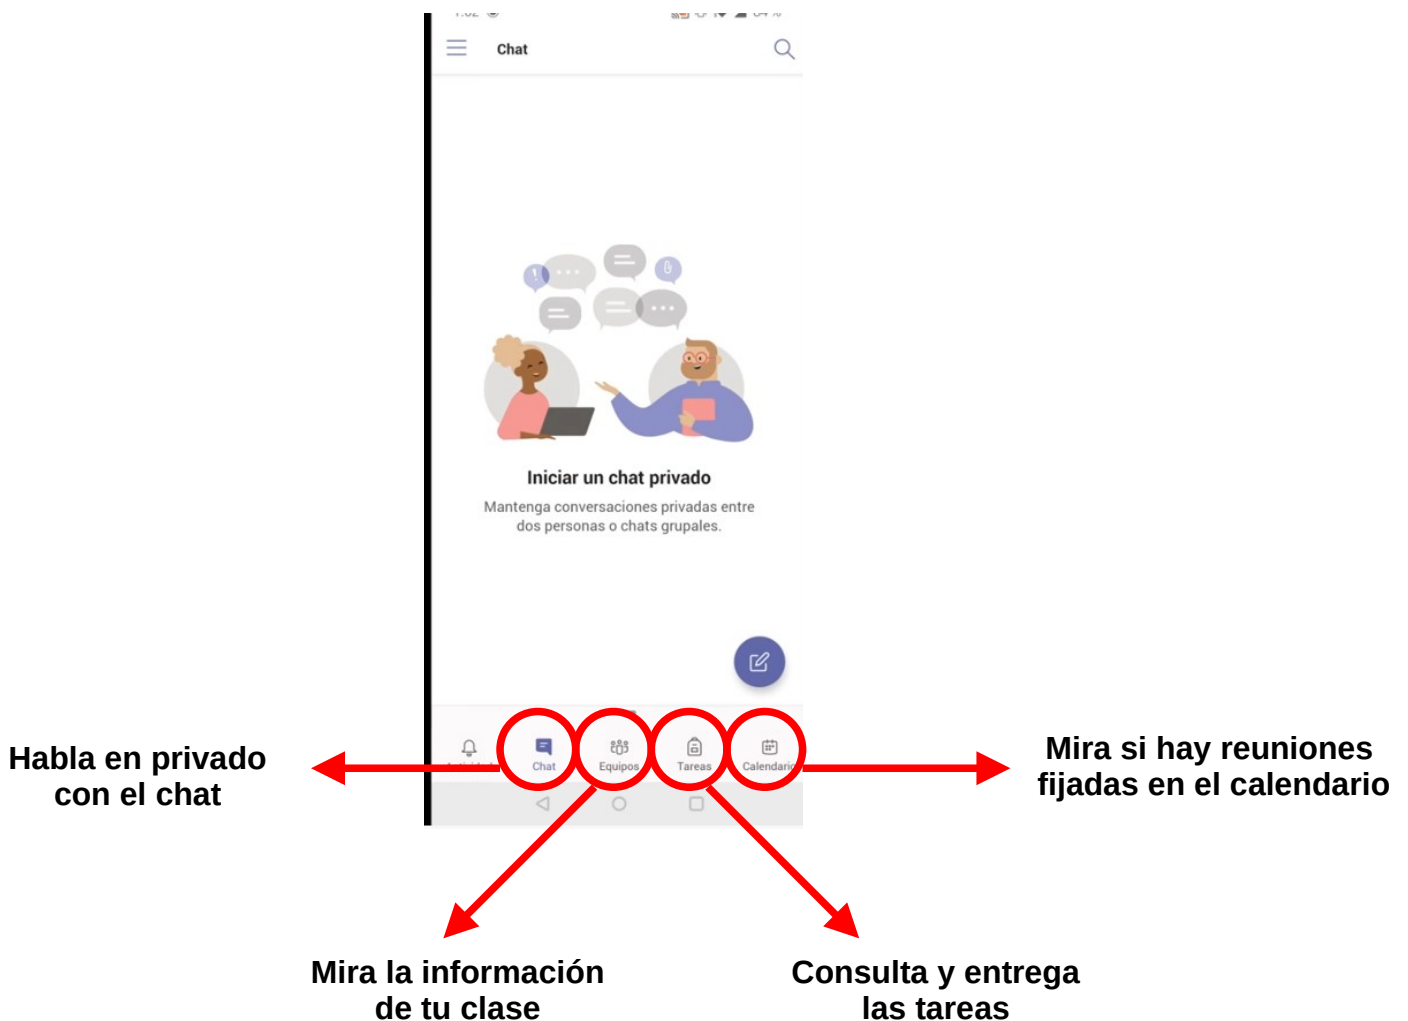 Chat
Iniciar un chat privado
Mantenga conversaciones privadas entre
dos personas o chats grupales.
Chat
Equipos
Tareas
Calendario
Habla en privado
con el chat
Mira si hay reuniones
fijadas en el calendario
Mira la información
de tu clase
Consulta y entrega
las tareas